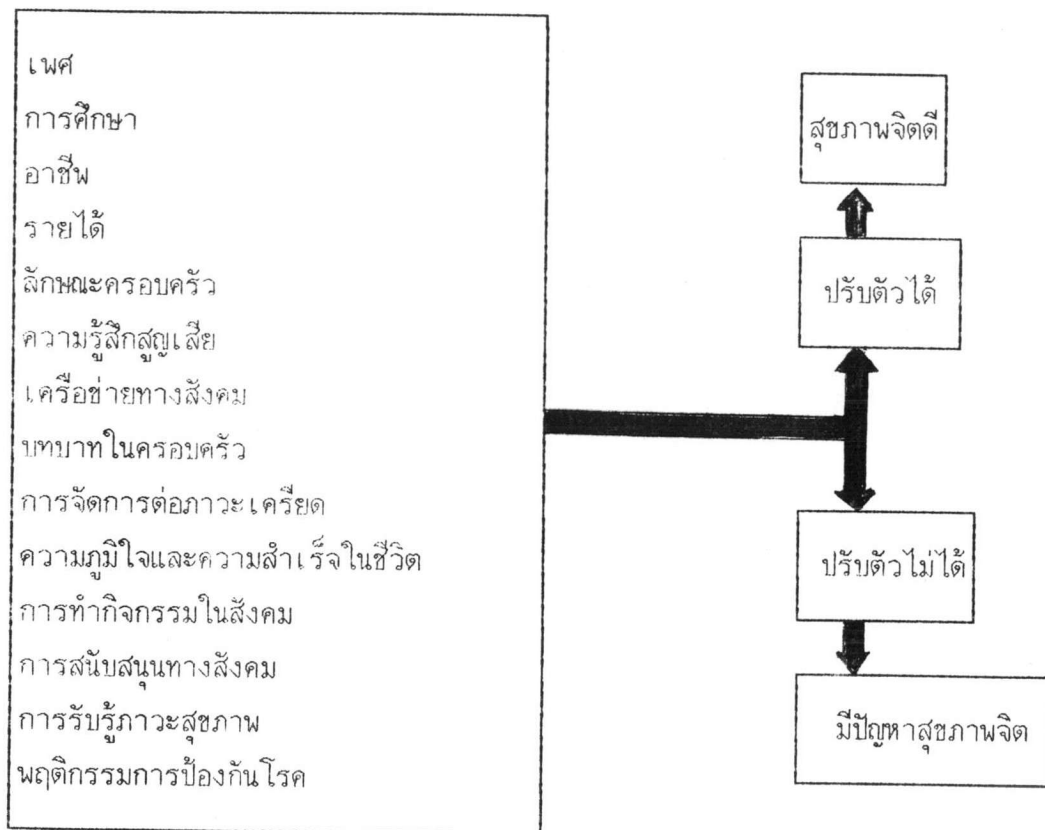 เพศ
การศึกษา
อาชีพ
รายได้
ลักษณะครอบครัว
ความรู้สึกสูญเสีย
เครือข่ายทางสังคม
บทบาทในครอบครัว
การจัดการต่อภาวะเครียด
ความภูมิใจและความสำเร็จในชีวิต
การทำกิจกรรมในสังคม
การสนับสนุนทางสังคม
การรับรู้ภาวะสุขภาพ
พฤติกรรมการป้องกันโรค
สุขภาพจิตดี
ปรับตัวได้
ปรับตัวไม่ได้
มีปัญหาสุขภาพจิต